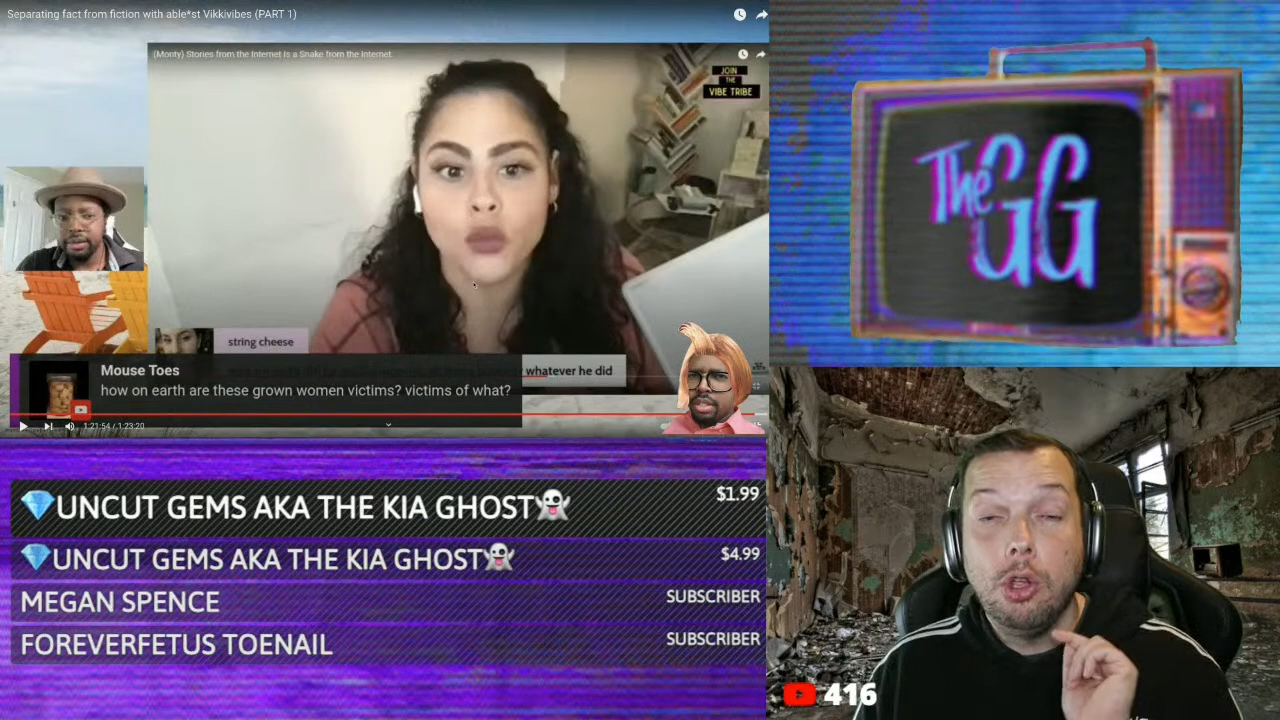 Separating fact from fiction with able*st Vikkivibes (PART 1)
(Monty) Stories from the Internet Is a Snake from the Internet
JOIN
THE
VIBE TRIBE
The GG
string cheese
whatever he did
Mouse Toes
how on earth are these grown women victims? victims of what?
1:21:54 / 1:23:20
💎UNCUT GEMS AKA THE KIA GHOST👻 $1.99
💎UNCUT GEMS AKA THE KIA GHOST👻 $4.99
MEGAN SPENCE SUBSCRIBER
FOREVERFETUS TOENAIL SUBSCRIBER
416